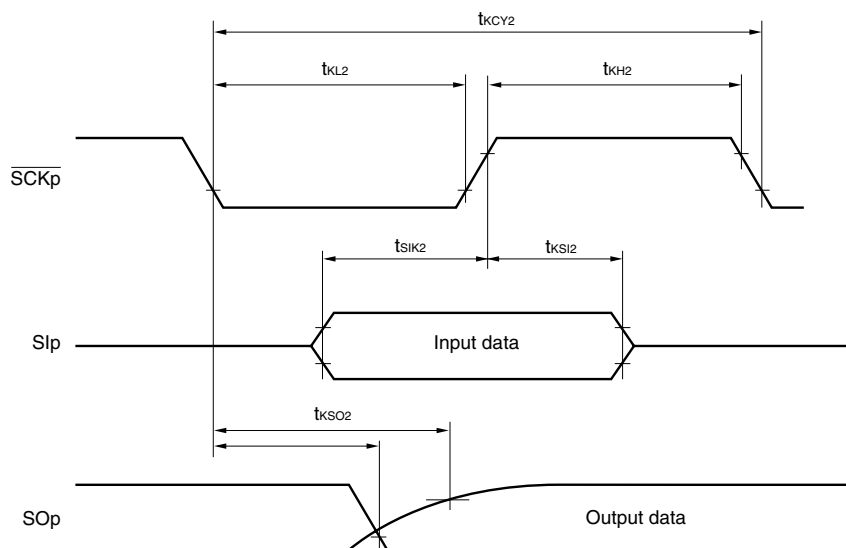 tKCY2
tKL2 tKH2
SCKp
tSIK2 tKSI2
SIp Input data
tKSO2
SOp Output data